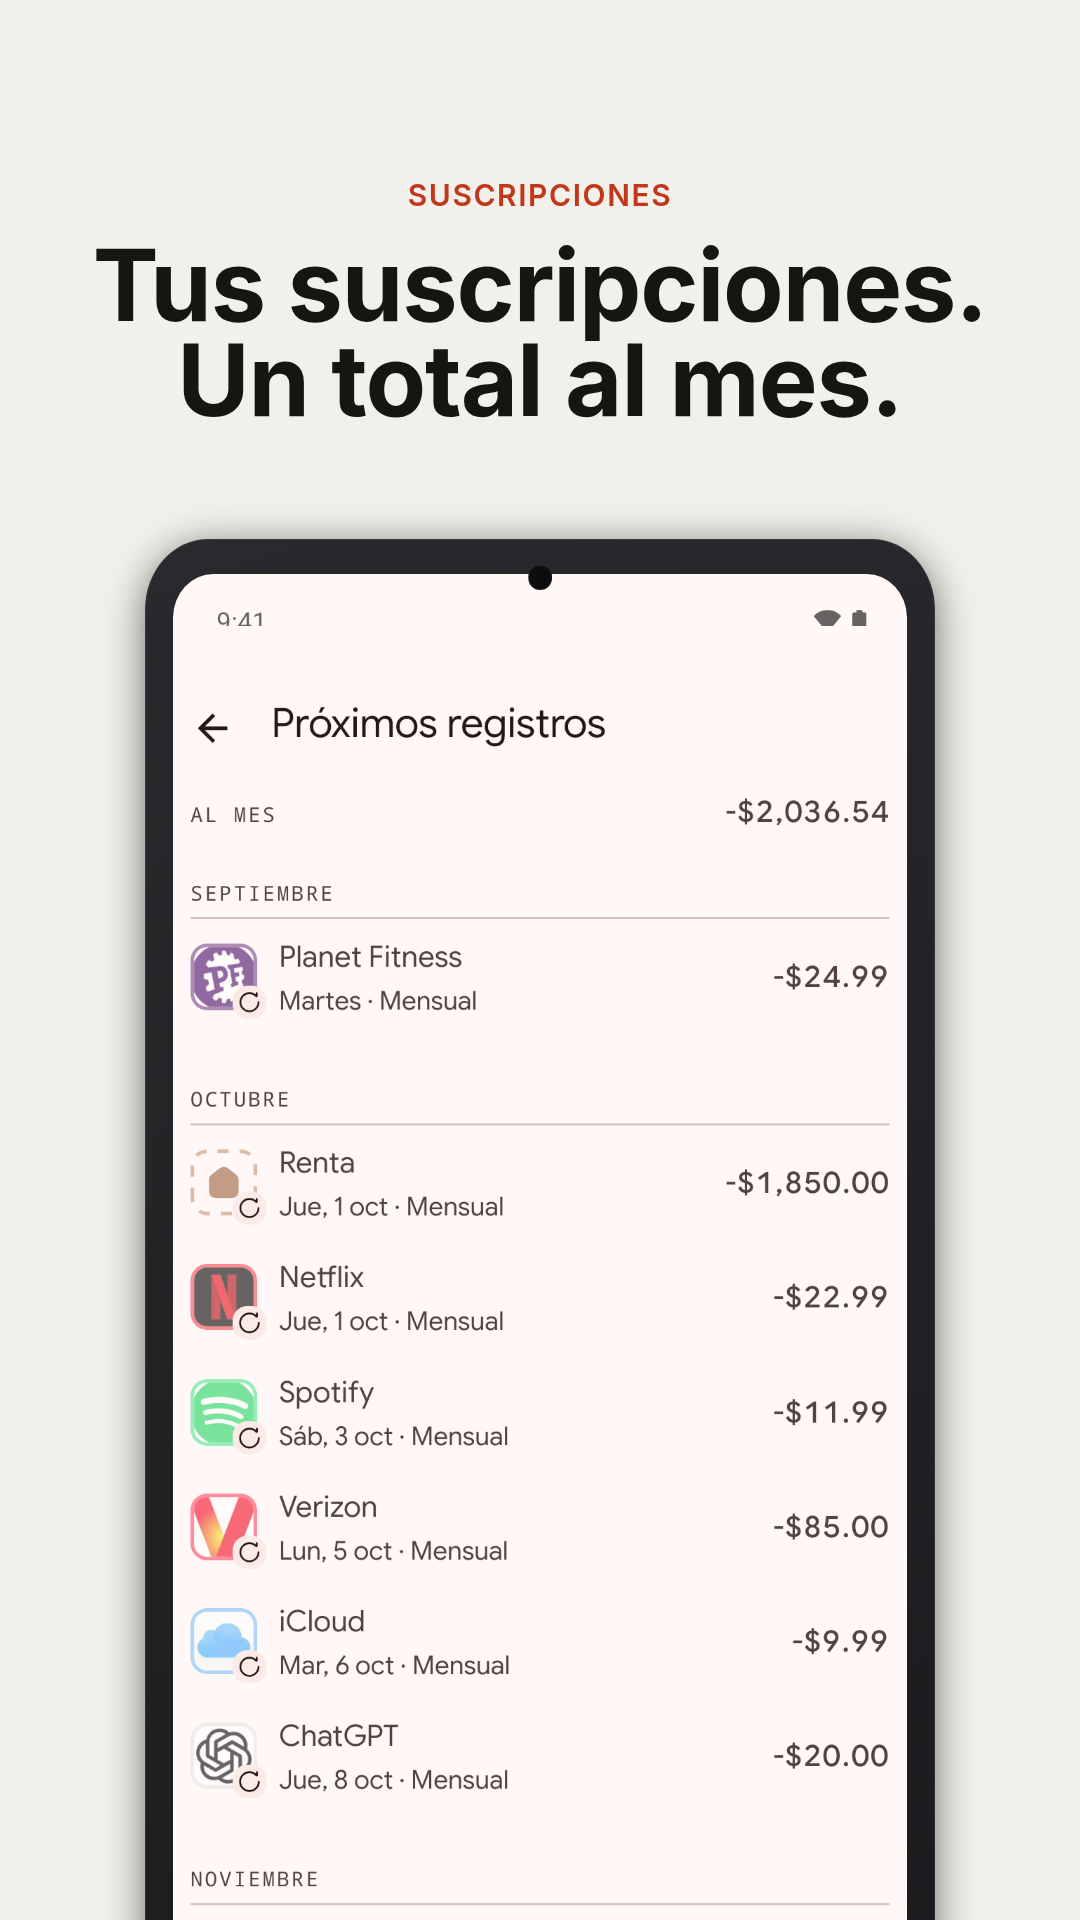 SUSCRIPCIONES
Tus suscripciones.
Un total al mes.
9:41
Próximos registros
AL MES -$2,036.54
SEPTIEMBRE
Planet Fitness
Martes · Mensual
-$24.99
PF
OCTUBRE
Renta
Jue, 1 oct · Mensual
-$1,850.00
Netflix
Jue, 1 oct · Mensual
-$22.99
N
Spotify
Sáb, 3 oct · Mensual
-$11.99
Verizon
Lun, 5 oct · Mensual
-$85.00
V
iCloud
Mar, 6 oct · Mensual
-$9.99
ChatGPT
Jue, 8 oct · Mensual
-$20.00
NOVIEMBRE